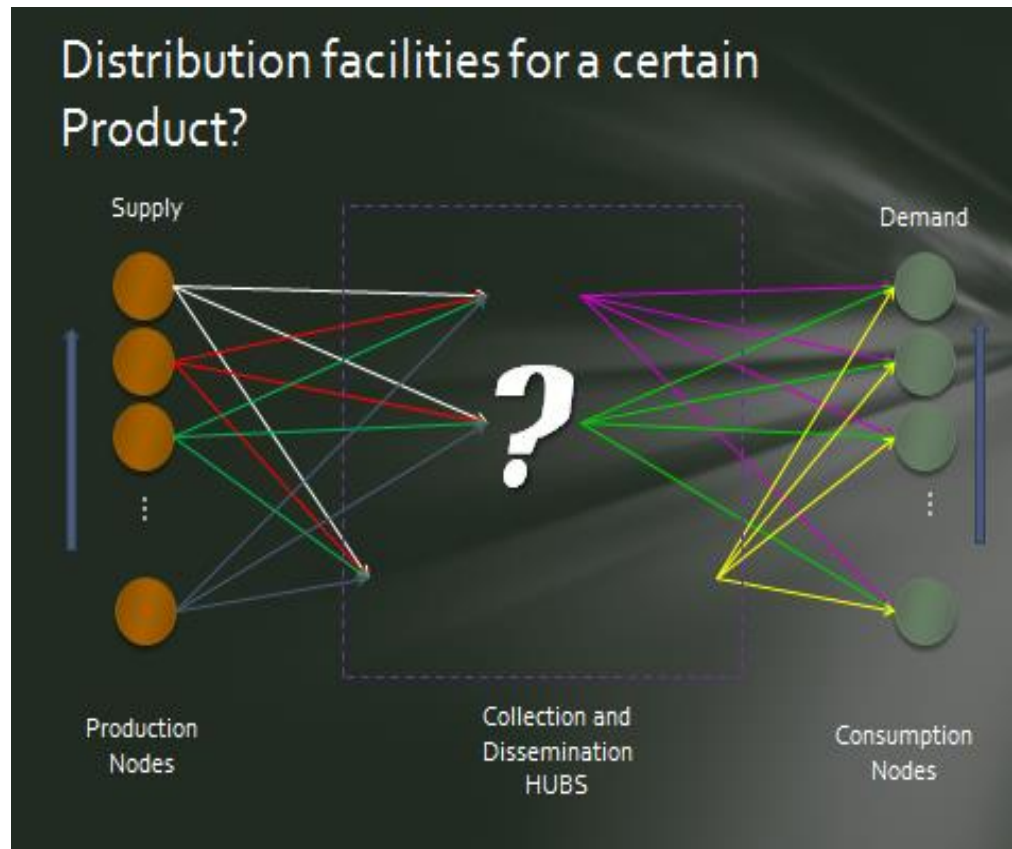 Distribution facilities for a certain
Product?
Supply
Demand
?
Production
Nodes
Collection and
Dissemination
HUBS
Consumption
Nodes